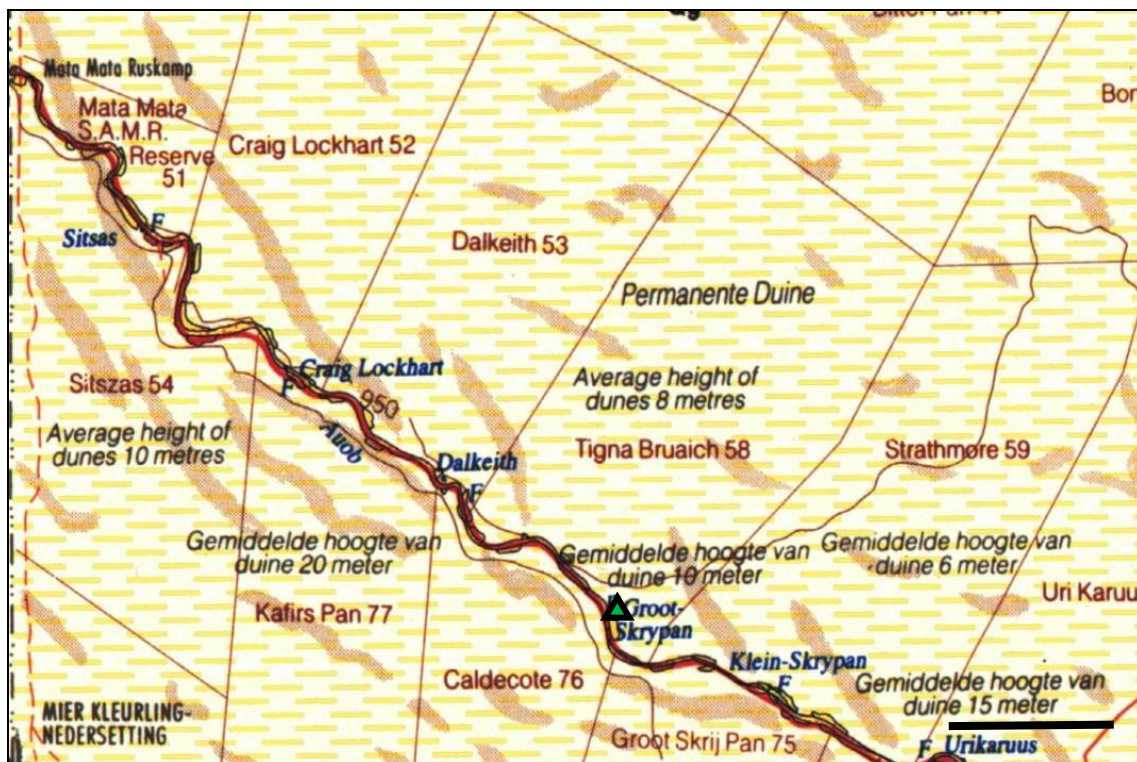 Mata Mata Ruskamp
Mata Mata
S.A.M.R.
Reserve
51
Craig Lockhart 52
Bor
F
Sitsas
Dalkeith 53
Permanente Duine
Craig Lockhart
F
Sitszas 54
950
Average height of
dunes 8 metres
Average height of
dunes 10 metres
Auob
Dalkeith
F
Tigna Bruaich 58
Strathmore 59
Gemiddelde hoogte van
duine 20 meter
Gemiddelde hoogte van
duine 10 meter
Gemiddelde hoogte van
duine 6 meter
Kafirs Pan 77
Groot-
Skrypan
Uri Karuu
Caldecote 76
Klein-Skrypan
F
Gemiddelde hoogte van
duine 15 meter
MIER KLEURLING-
NEDERSETTING
Groot Skrij Pan 75
F Urikaruus